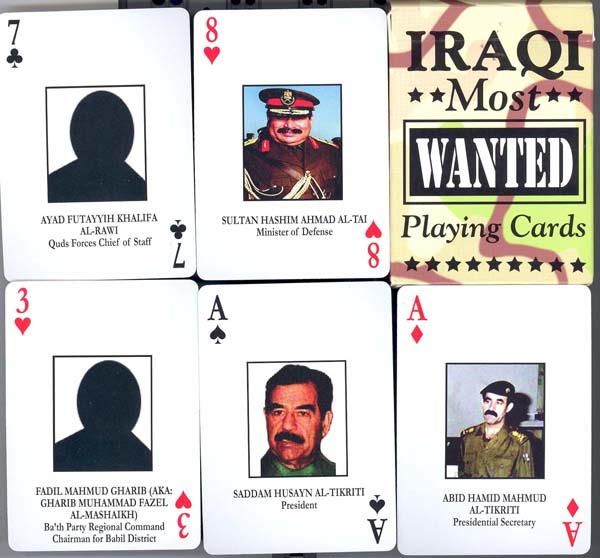 7
AYAD FUTAYYIH KHALIFA
AL-RAWI
Quds Forces Chief of Staff
7
8
SULTAN HASHIM AHMAD AL-TAI
Minister of Defense
8
IRAQI
Most
WANTED
Playing Cards
3
FADIL MAHMUD GHARIB (AKA:
GHARIB MUHAMMAD FAZEL
AL-MASHAIKH)
Ba'th Party Regional Command
Chairman for Babil District
3
A
SADDAM HUSAYN AL-TIKRITI
President
A
A
ABID HAMID MAHMUD
AL-TIKRITI
Presidential Secretary
A